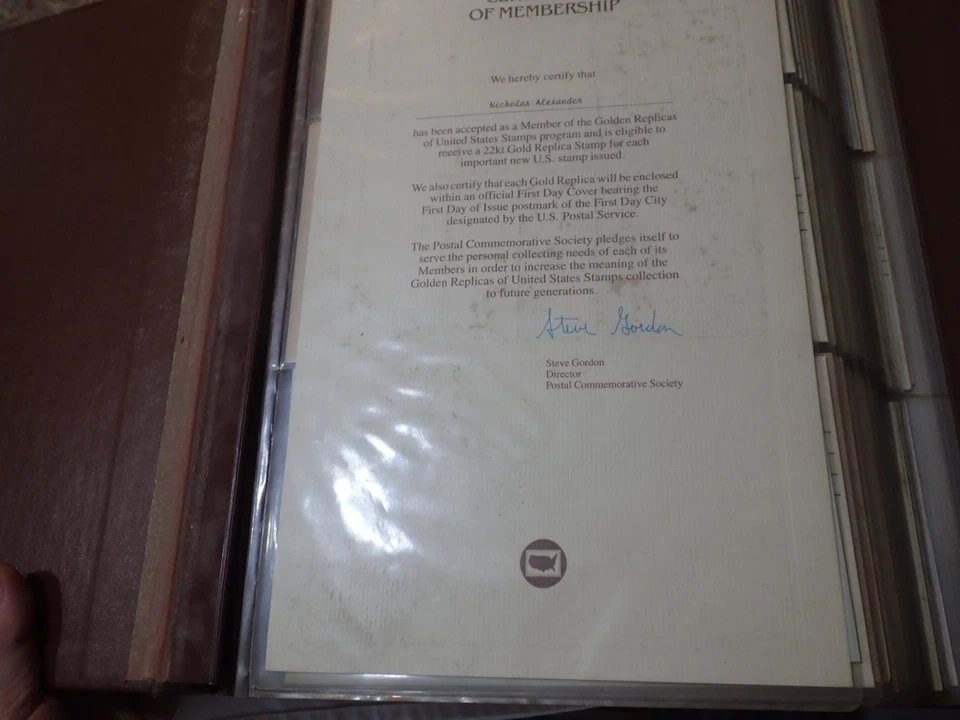 OF MEMBERSHIP
We hereby certify that
Nicholas Alexander
has been accepted as a Member of the Golden Replicas
of United States Stamps program and is eligible to
receive a 22kt Gold Replica Stamp for each
important new U.S. stamp issued.
We also certify that each Gold Replica will be enclosed
within an official First Day Cover bearing the
First Day of Issue postmark of the First Day City
designated by the U.S. Postal Service.
The Postal Commemorative Society pledges itself to
serve the personal collecting needs of each of its
Members in order to increase the meaning of the
Golden Replicas of United States Stamps collection
to future generations.
Steve Gordon
Steve Gordon
Director
Postal Commemorative Society